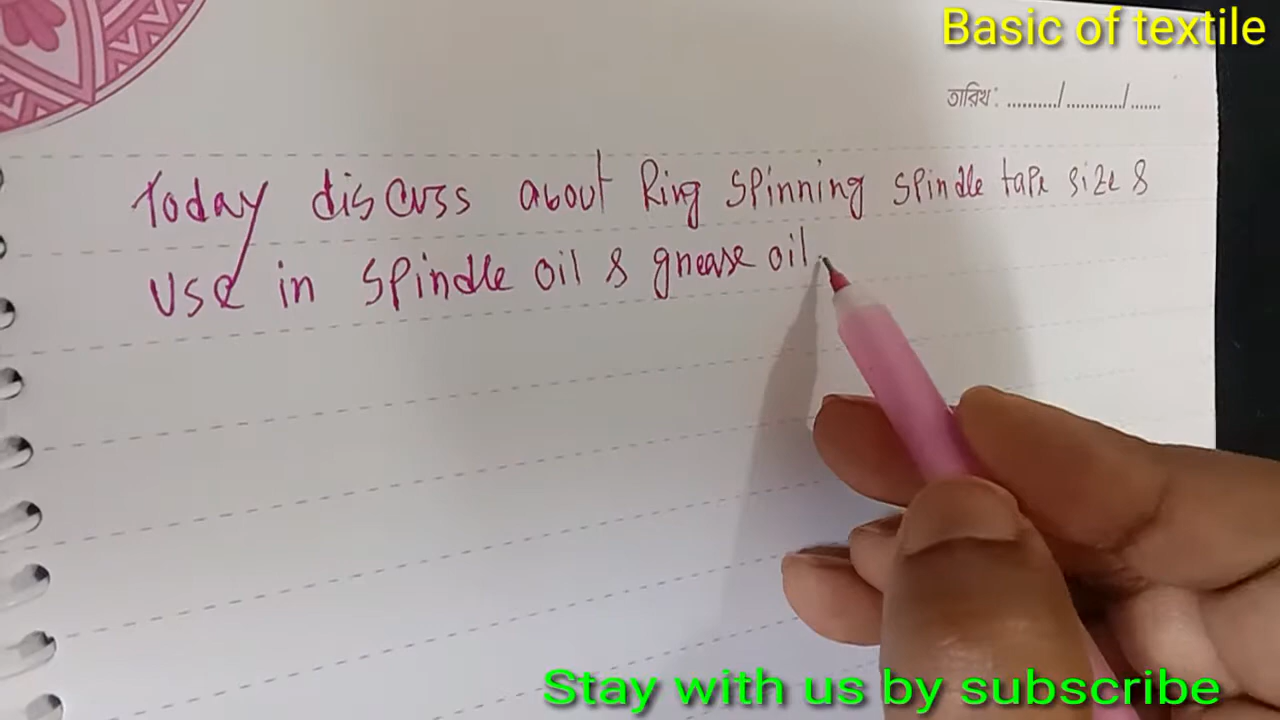 Basic of textile
তারিখ: ........../............/......
Today discuss about Ring Spinning Spindle tape size &
Use in Spindle oil & grease oil.
Stay with us by subscribe